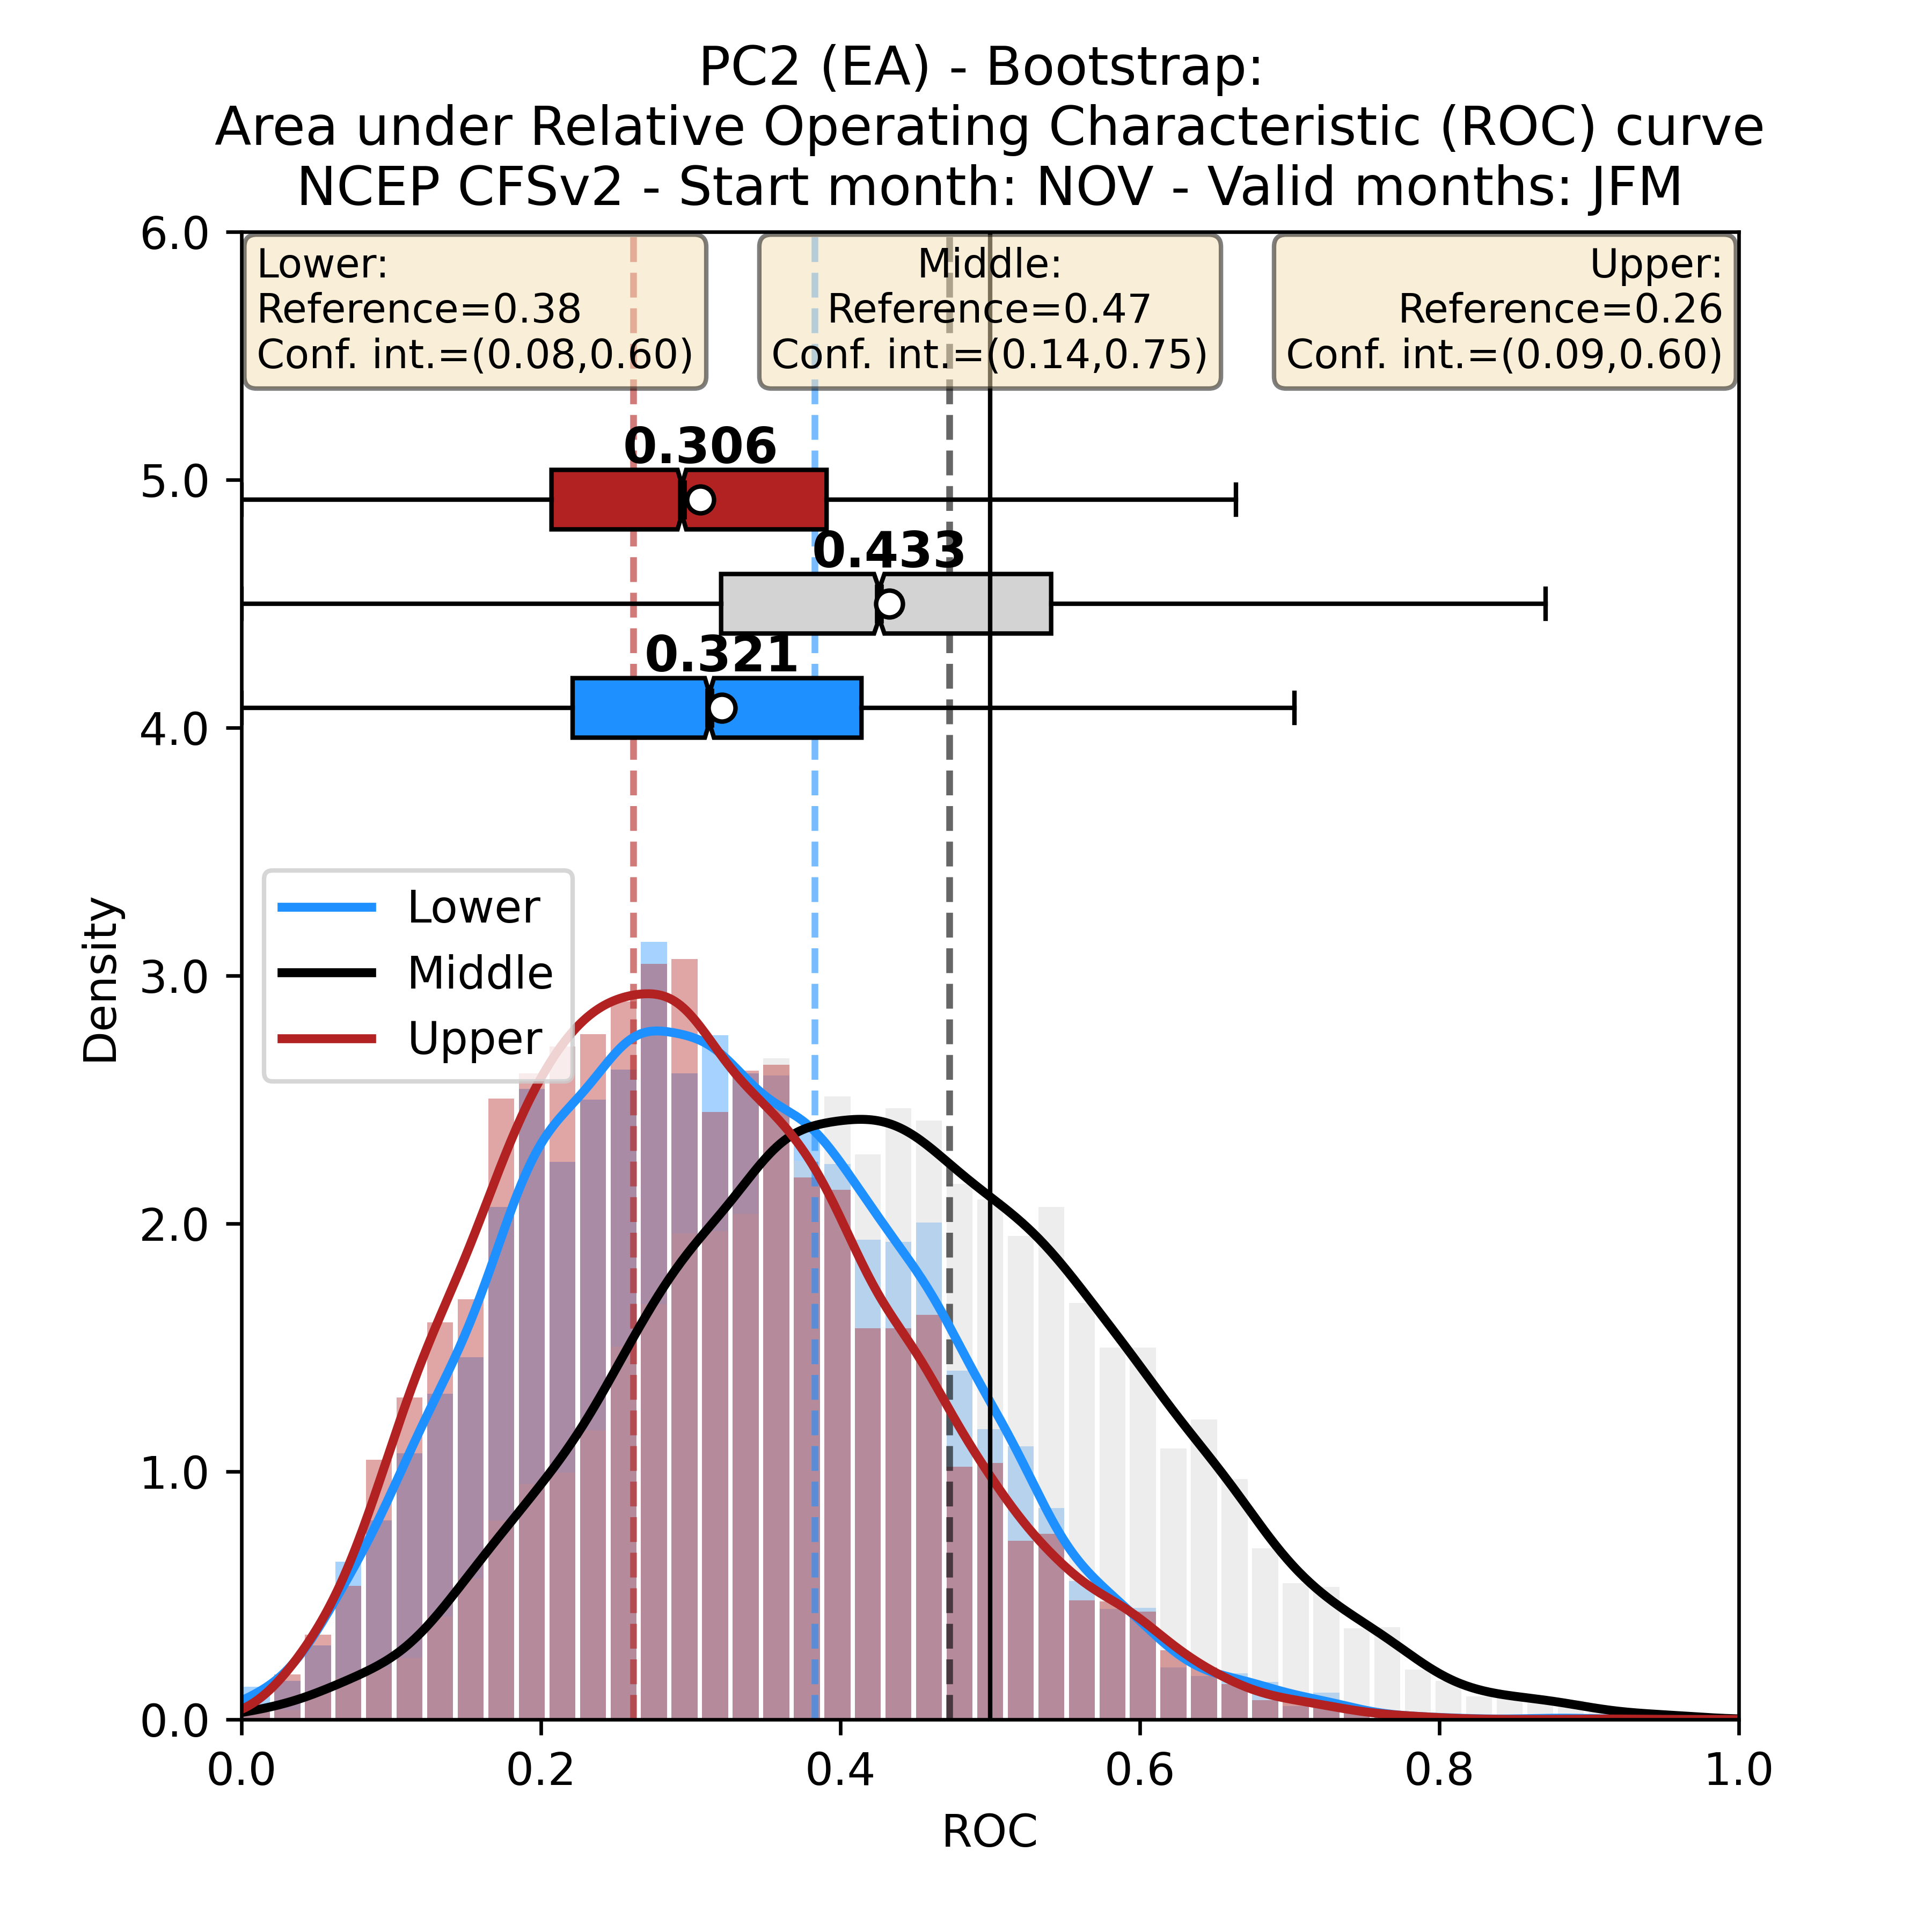 PC2 (EA) - Bootstrap:
Area under Relative Operating Characteristic (ROC) curve
NCEP CFSv2 - Start month: NOV - Valid months: JFM
Lower:
Reference=0.38
Conf. int.=(0.08,0.60)
Middle:
Reference=0.47
Conf. int.=(0.14,0.75)
Upper:
Reference=0.26
Conf. int.=(0.09,0.60)
0.306
0.433
0.321
Lower
Middle
Upper
Density
6.0
5.0
4.0
3.0
2.0
1.0
0.0
0.0
0.2
0.4
0.6
0.8
1.0
ROC